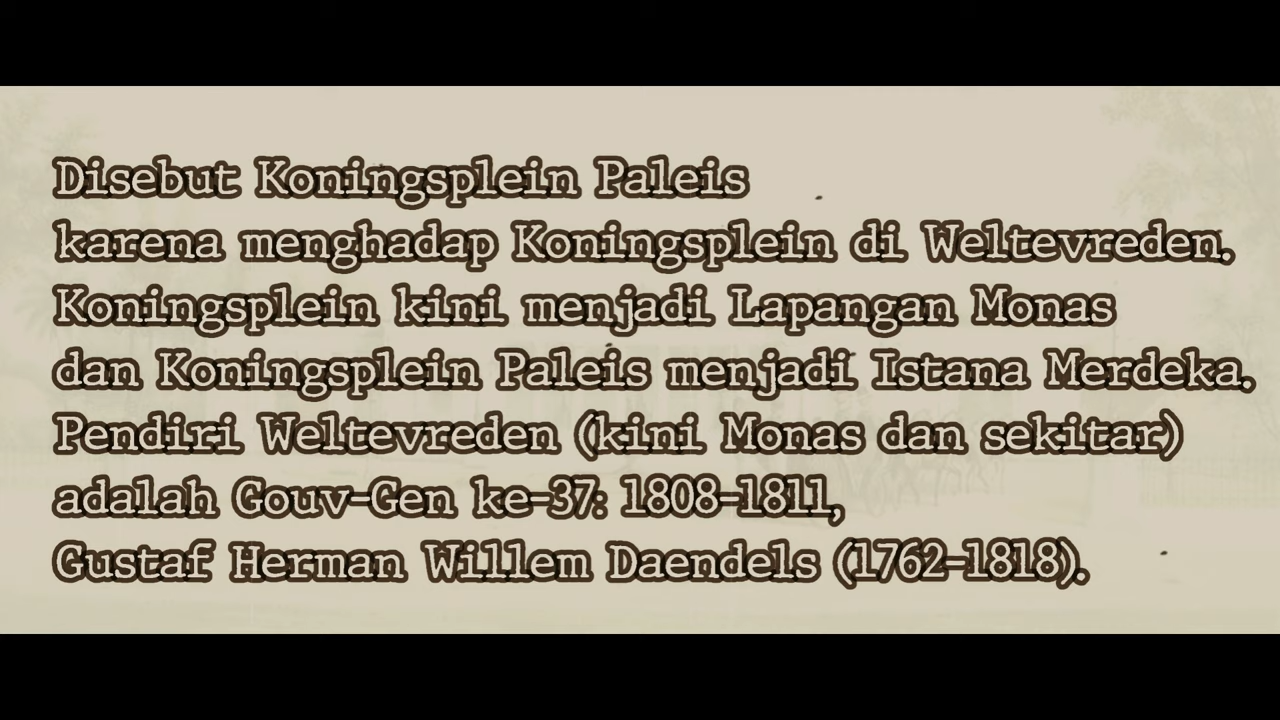 Disebut Koningsplein Paleis
karena menghadap Koningsplein di Weltevreden.
Koningsplein kini menjadi Lapangan Monas
dan Koningsplein Paleis menjadi Istana Merdeka.
Pendiri Weltevreden (kini Monas dan sekitar)
adalah Gouv-Gen ke-37: 1808-1811,
Gustaf Herman Willem Daendels (1762-1818).